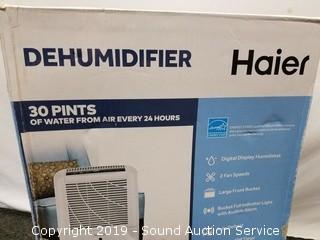 DEHUMIDIFIER
Haier
30 PINTS
OF WATER FROM AIR EVERY 24 HOURS
Digital Display Humidistat
2 Fan Speeds
Large Front Bucket
Bucket Full Indicator Light
with Audible Alarm
Copyright 2019 - Sound Auction Service